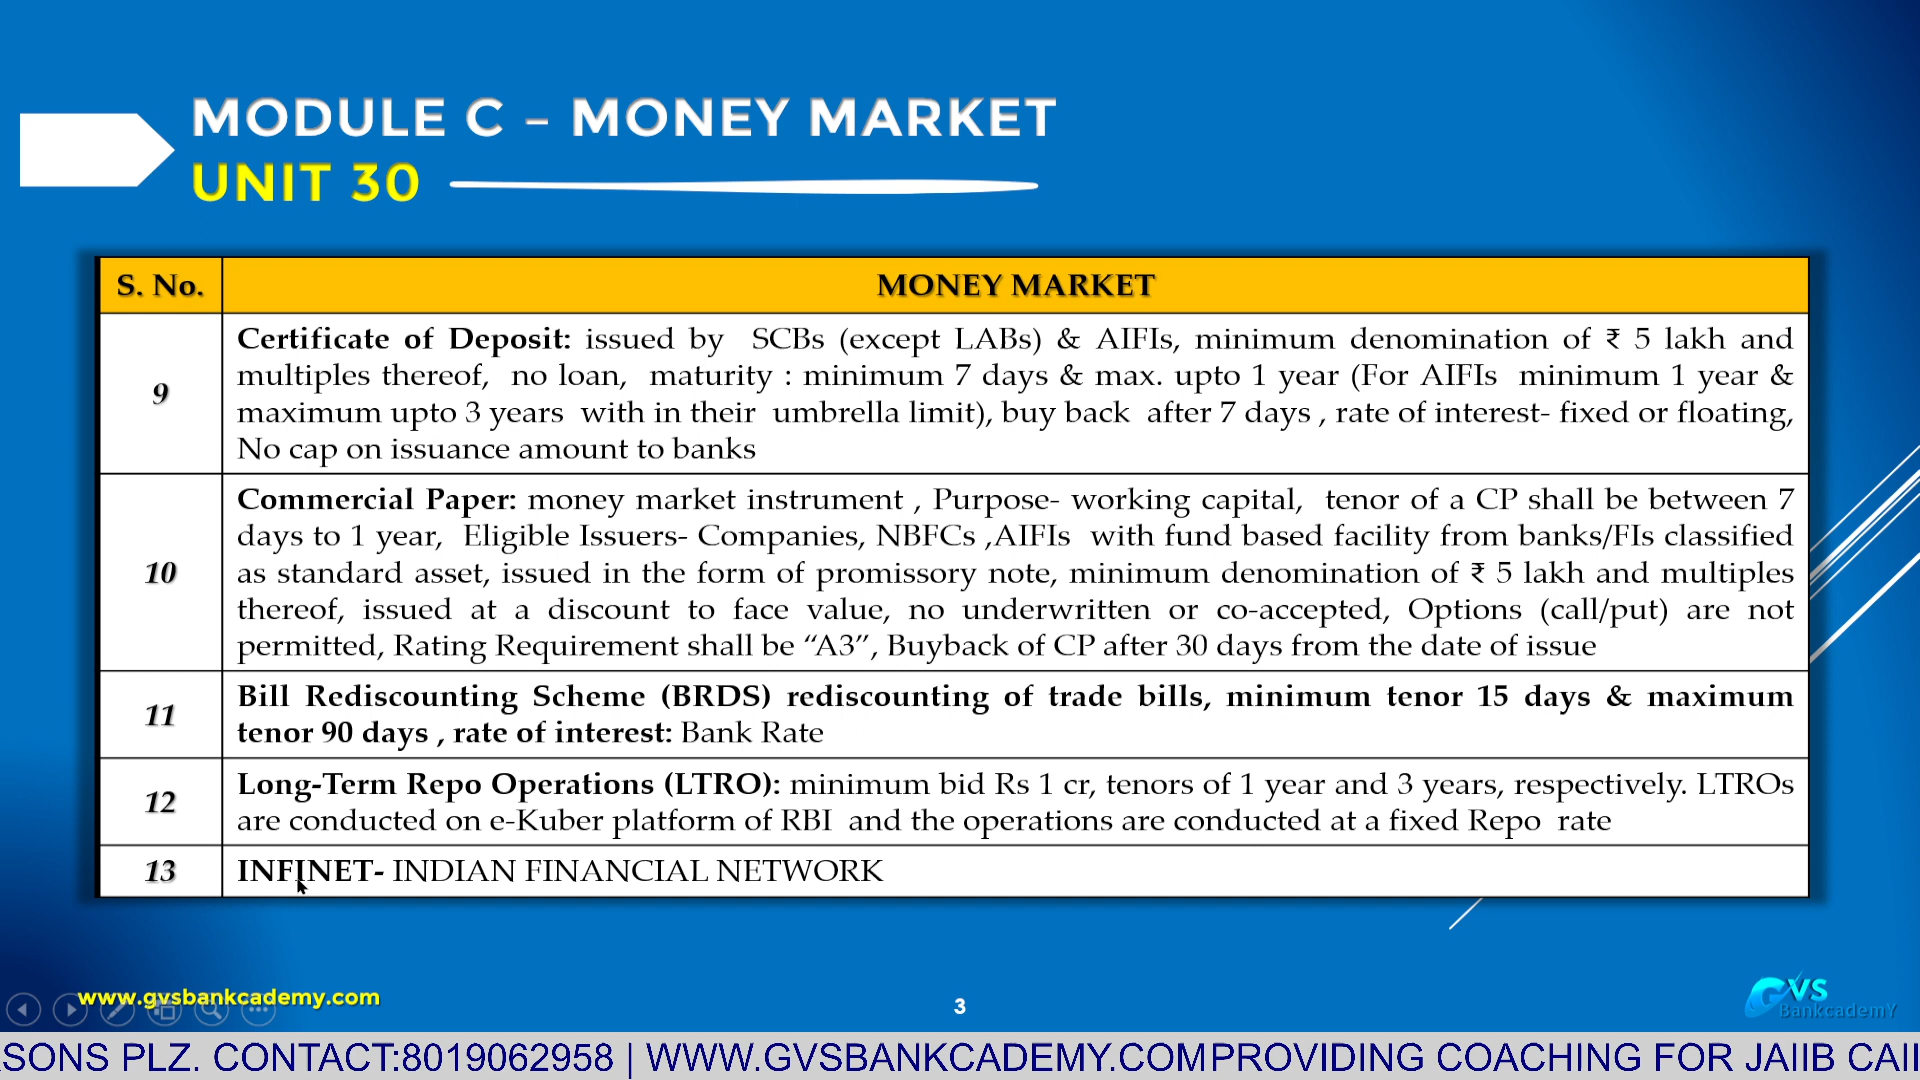 MODULE C – MONEY MARKET
UNIT 30
S. No. MONEY MARKET
9 Certificate of Deposit: issued by SCBs (except LABs) & AIFIs, minimum denomination of ₹ 5 lakh and
multiples thereof, no loan, maturity : minimum 7 days & max. upto 1 year (For AIFIs minimum 1 year &
maximum upto 3 years with in their umbrella limit), buy back after 7 days , rate of interest- fixed or floating,
No cap on issuance amount to banks
10 Commercial Paper: money market instrument , Purpose- working capital, tenor of a CP shall be between 7
days to 1 year, Eligible Issuers- Companies, NBFCs ,AIFIs with fund based facility from banks/FIs classified
as standard asset, issued in the form of promissory note, minimum denomination of ₹ 5 lakh and multiples
thereof, issued at a discount to face value, no underwritten or co-accepted, Options (call/put) are not
permitted, Rating Requirement shall be “A3”, Buyback of CP after 30 days from the date of issue
11 Bill Rediscounting Scheme (BRDS) rediscounting of trade bills, minimum tenor 15 days & maximum
tenor 90 days , rate of interest: Bank Rate
12 Long-Term Repo Operations (LTRO): minimum bid Rs 1 cr, tenors of 1 year and 3 years, respectively. LTROs
are conducted on e-Kuber platform of RBI and the operations are conducted at a fixed Repo rate
13 INFINET- INDIAN FINANCIAL NETWORK
www.gvsbankcademy.com
3
GVS
BankcademY
SONS PLZ. CONTACT:8019062958 | WWW.GVSBANKCADEMY.COMPROVIDING COACHING FOR JAIIB CAII